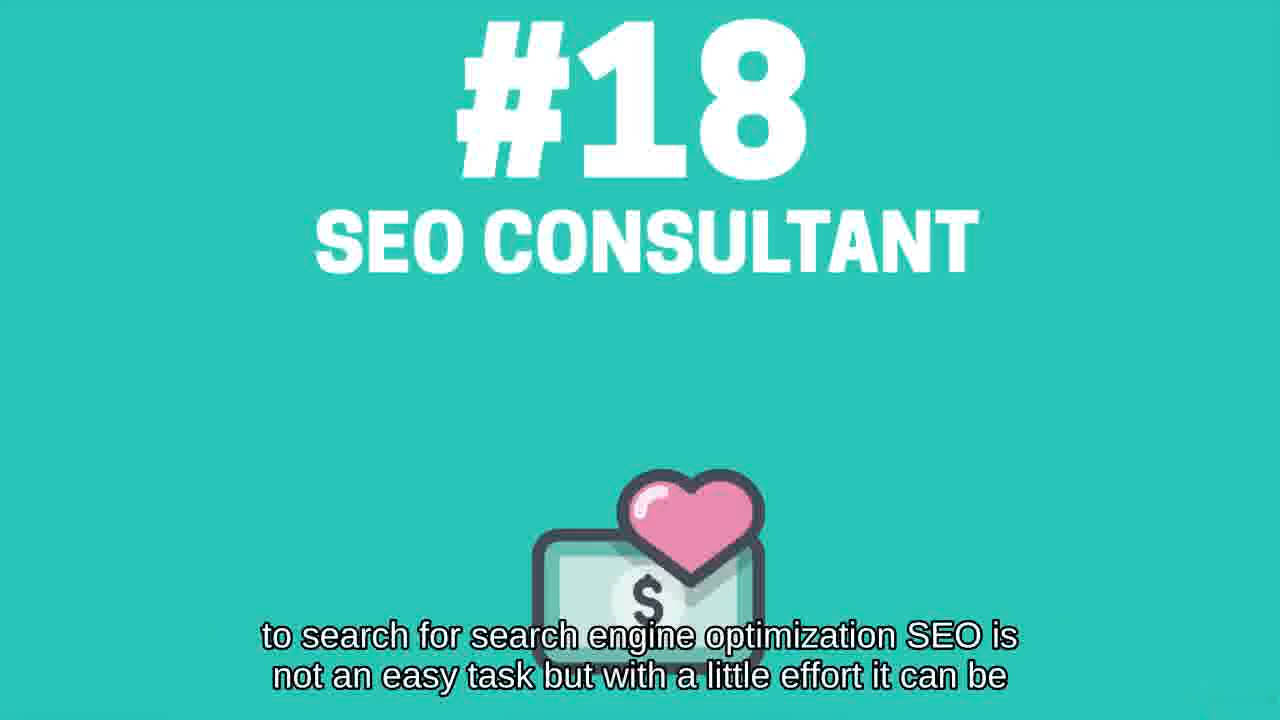 #18
SEO CONSULTANT
$
to search for search engine optimization SEO is
not an easy task but with a little effort it can be